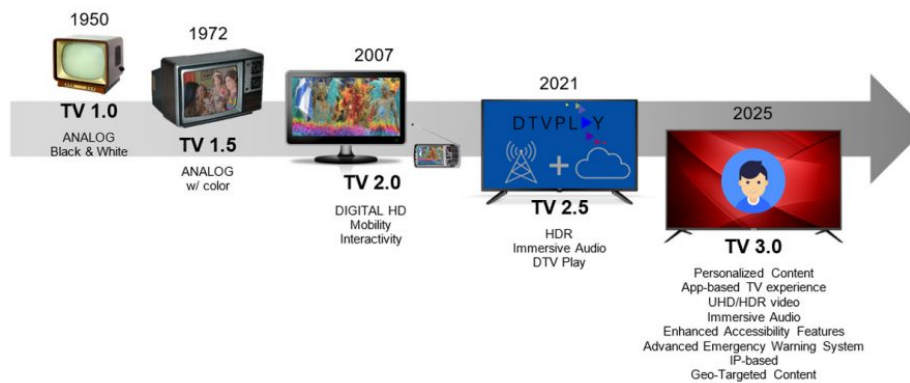 1950
TV 1.0
ANALOG
Black & White
1972
TV 1.5
ANALOG
w/ color
2007
TV 2.0
DIGITAL HD
Mobility
Interactivity
2021
DTVPLAY
TV 2.5
HDR
Immersive Audio
DTV Play
2025
TV 3.0
Personalized Content
App-based TV experience
UHD/HDR video
Immersive Audio
Enhanced Accessibility Features
Advanced Emergency Warning System
IP-based
Geo-Targeted Content